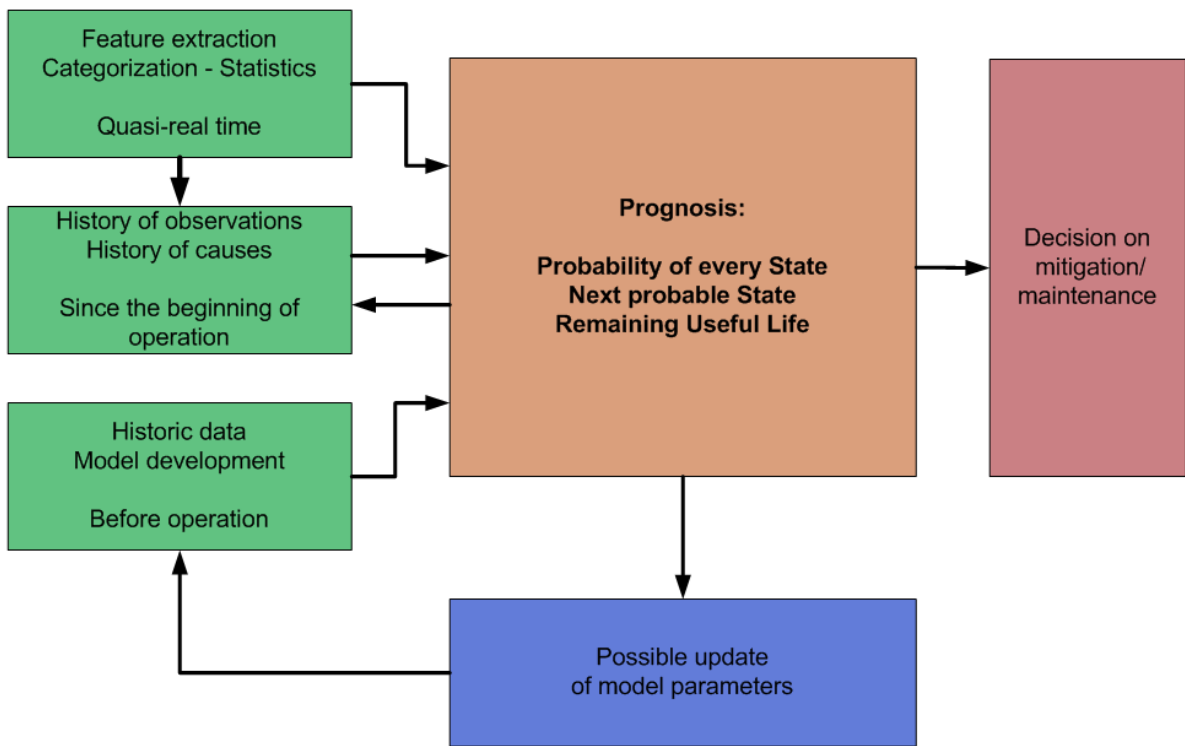 Feature extraction
Categorization - Statistics
Quasi-real time
History of observations
History of causes
Since the beginning of
operation
Historic data
Model development
Before operation
Prognosis:
Probability of every State
Next probable State
Remaining Useful Life
Decision on
mitigation/
maintenance
Possible update
of model parameters